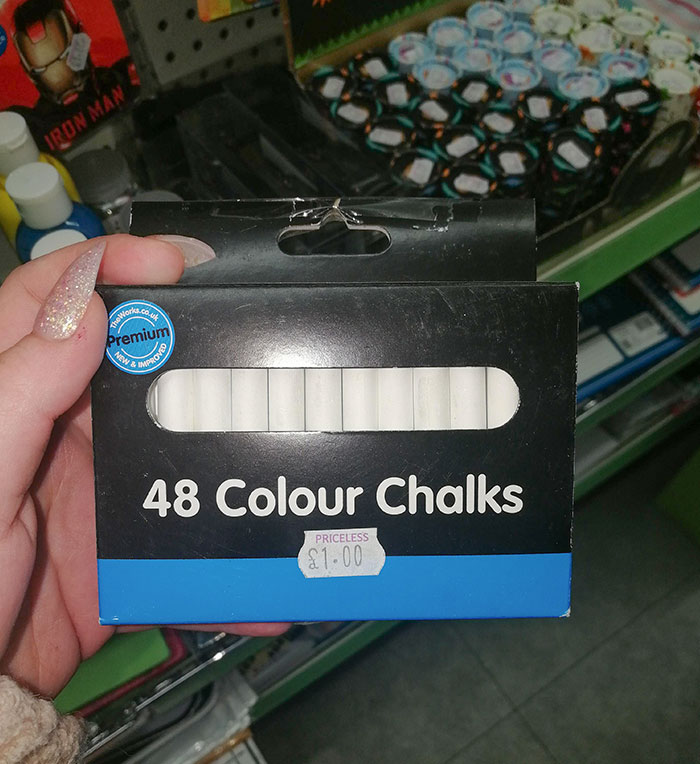 IRON MAN
TheWorks.co.uk
Premium
NEW & IMPROVED
48 Colour Chalks
PRICELESS
£1.00